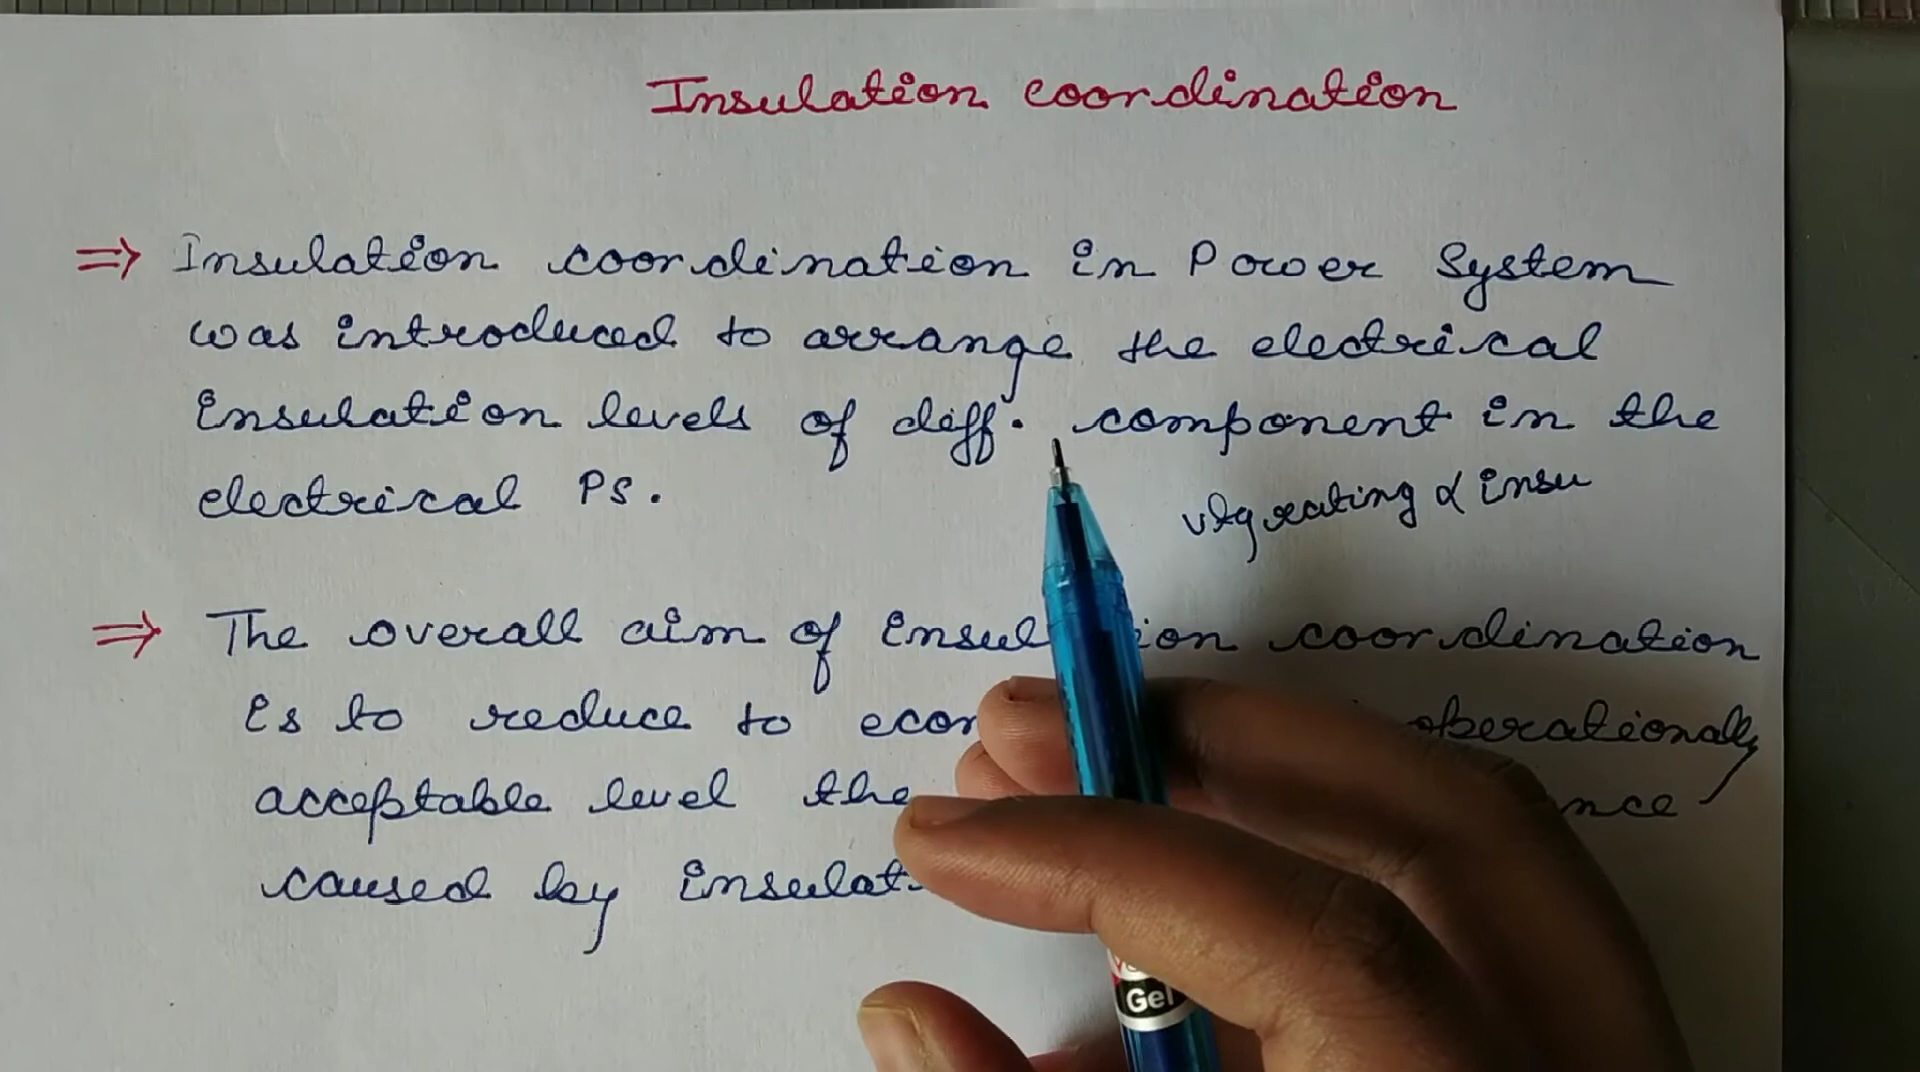 Insulation coordination
⇒ Insulation coordination in Power System
was introduced to arrange the electrical
insulation levels of diff. component in the
electrical PS.
vtg rating α insu
⇒ The overall aim of insul ion coordination
is to reduce to econ operationally
acceptable level the nce
caused by insulat
Gel